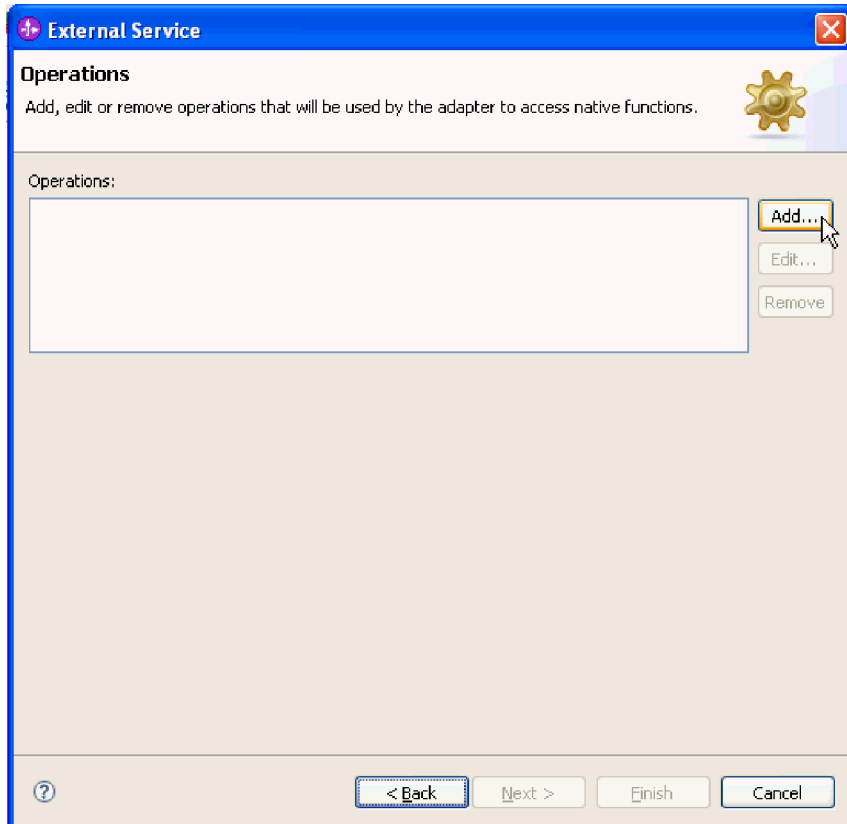 External Service
Operations
Add, edit or remove operations that will be used by the adapter to access native functions.
Operations:
Add...
Edit...
Remove
?
< Back
Next >
Finish
Cancel